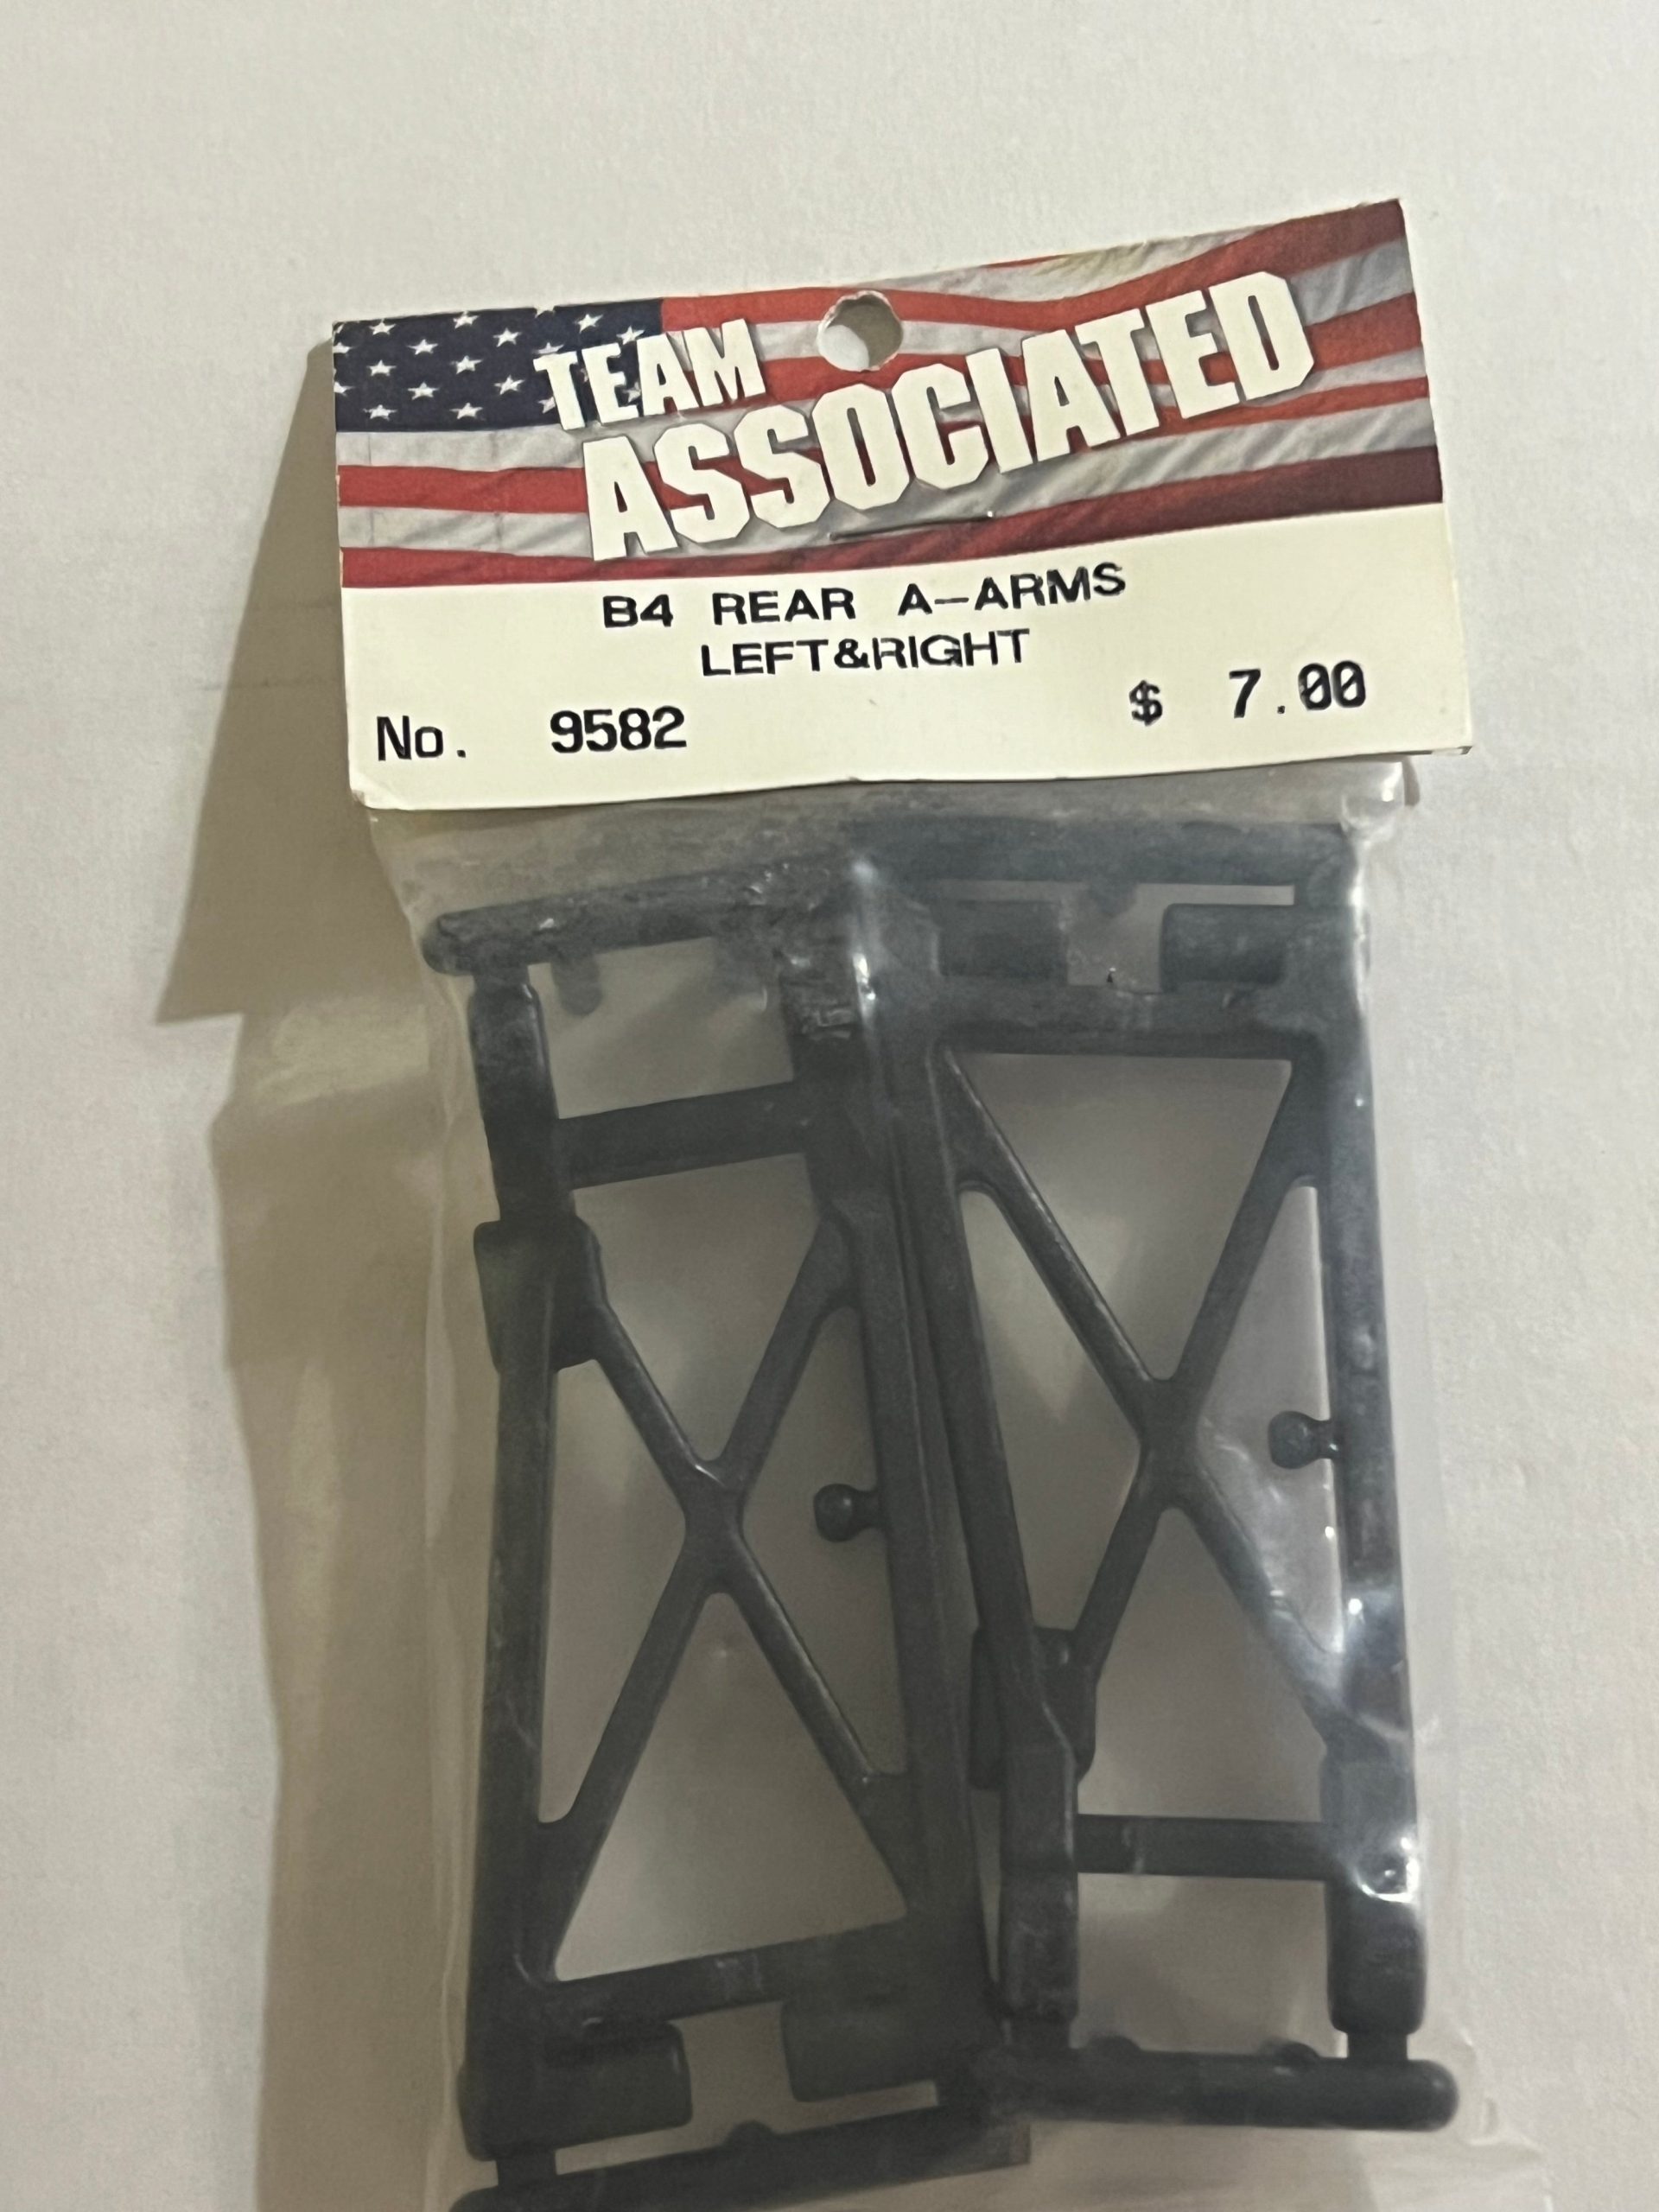 TEAM
ASSOCIATED
B4 REAR A-ARMS
LEFT&RIGHT
No. 9582 $ 7.00